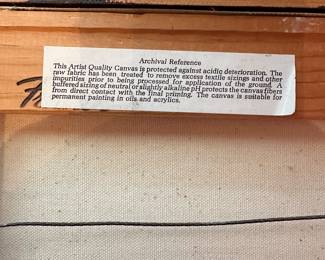 Archival Reference
This Artist Quality Canvas is protected against acidic deterioration. The
raw fabric has been treated to remove excess textile sizings and other
impurities prior to being processed for application of the ground. A
buffered sizing of neutral or slightly alkaline pH protects the canvas fibers
from direct contact with the final priming. The canvas is suitable for
permanent painting in oils and acrylics.